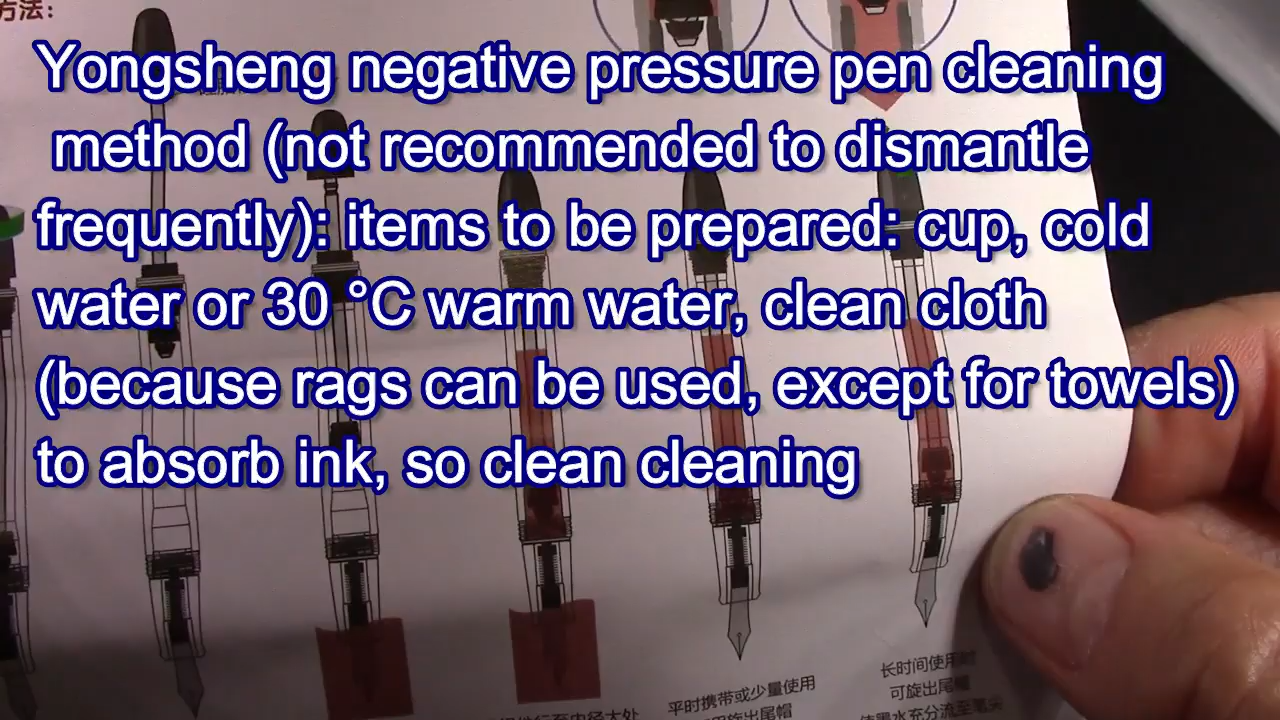 方法：
Yongsheng negative pressure pen cleaning
method (not recommended to dismantle
frequently): items to be prepared: cup, cold
water or 30 °C warm water, clean cloth
(because rags can be used, except for towels)
to absorb ink, so clean cleaning
平时携带或少量使用
长时间使用时
可旋出尾帽